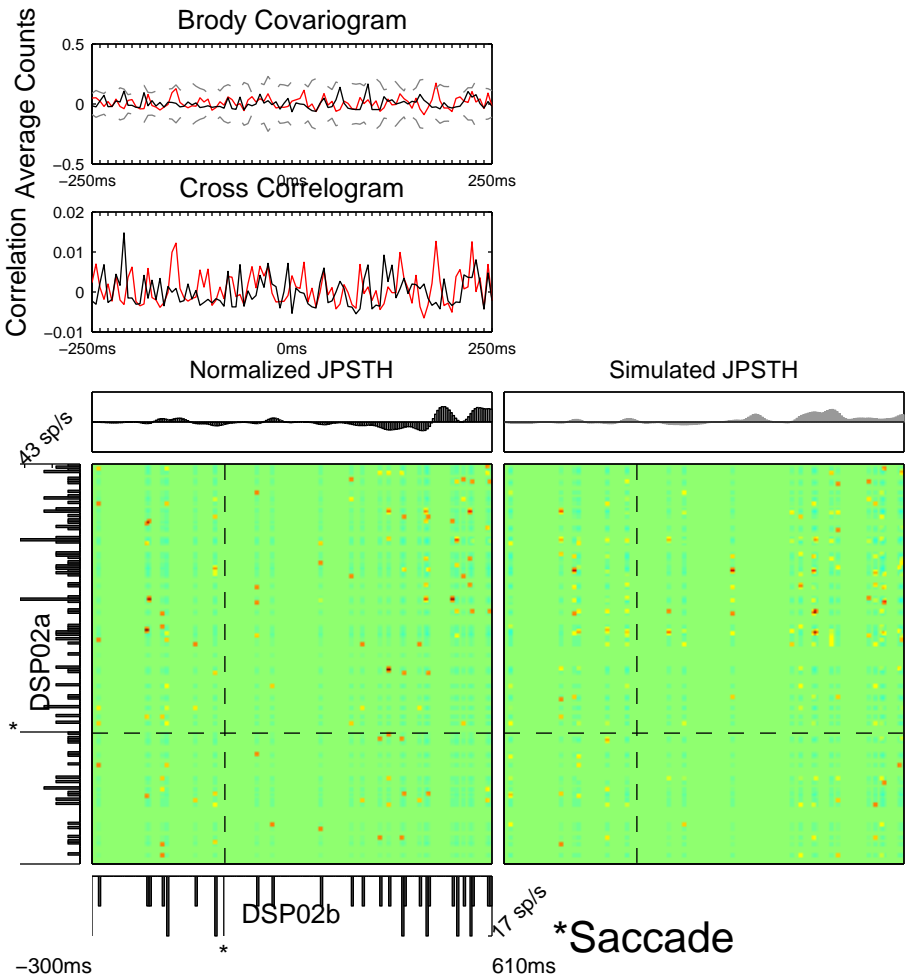 Brody Covariogram
Average Counts
0.5
0
−0.5
−250ms
0ms
250ms
Cross Correlogram
Correlation
0.02
0.01
0
−0.01
−250ms
0ms
250ms
Normalized JPSTH
Simulated JPSTH
43 sp/s
DSP02a
*
DSP02b
17 sp/s
*
*Saccade
−300ms
610ms